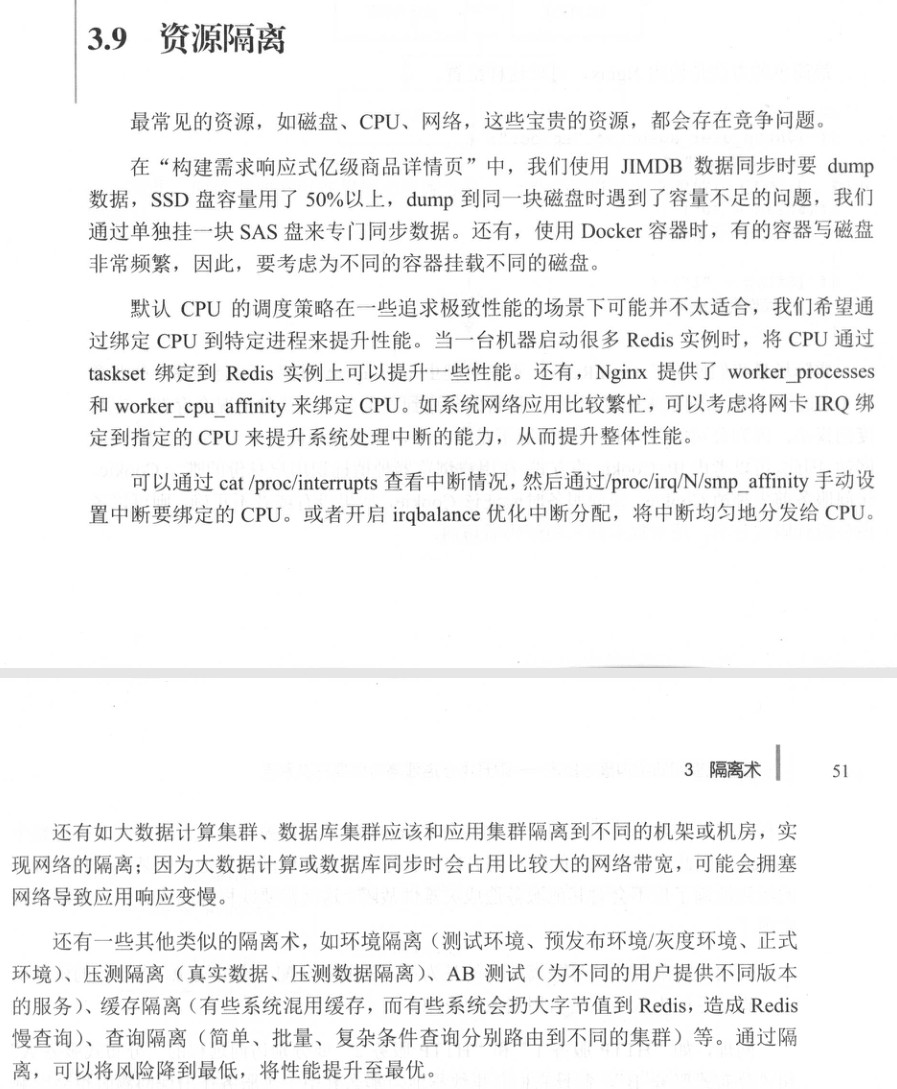 3.9 资源隔离
最常见的资源，如磁盘、CPU、网络，这些宝贵的资源，都会存在竞争问题。
在“构建需求响应式亿级商品详情页”中，我们使用 JIMDB 数据同步时要 dump
数据，SSD 盘容量用了 50%以上，dump 到同一块磁盘时遇到了容量不足的问题，我们
通过单独挂一块 SAS 盘来专门同步数据。还有，使用 Docker 容器时，有的容器写磁盘
非常频繁，因此，要考虑为不同的容器挂载不同的磁盘。
默认 CPU 的调度策略在一些追求极致性能的场景下可能并不太适合，我们希望通
过绑定 CPU 到特定进程来提升性能。当一台机器启动很多 Redis 实例时，将 CPU 通过
taskset 绑定到 Redis 实例上可以提升一些性能。还有，Nginx 提供了 worker_processes
和 worker_cpu_affinity 来绑定 CPU。如系统网络应用比较繁忙，可以考虑将网卡 IRQ 绑
定到指定的 CPU 来提升系统处理中断的能力，从而提升整体性能。
可以通过 cat /proc/interrupts 查看中断情况，然后通过/proc/irq/N/smp_affinity 手动设
置中断要绑定的 CPU。或者开启 irqbalance 优化中断分配，将中断均匀地分发给 CPU。
3 隔离术 51
还有如大数据计算集群、数据库集群应该和应用集群隔离到不同的机架或机房，实
现网络的隔离；因为大数据计算或数据库同步时会占用比较大的网络带宽，可能会拥塞
网络导致应用响应变慢。
还有一些其他类似的隔离术，如环境隔离（测试环境、预发布环境/灰度环境、正式
环境）、压测隔离（真实数据、压测数据隔离）、AB 测试（为不同的用户提供不同版本
的服务）、缓存隔离（有些系统混用缓存，而有些系统会扔大字节值到 Redis，造成 Redis
慢查询）、查询隔离（简单、批量、复杂条件查询分别路由到不同的集群）等。通过隔
离，可以将风险降到最低，将性能提升至最优。